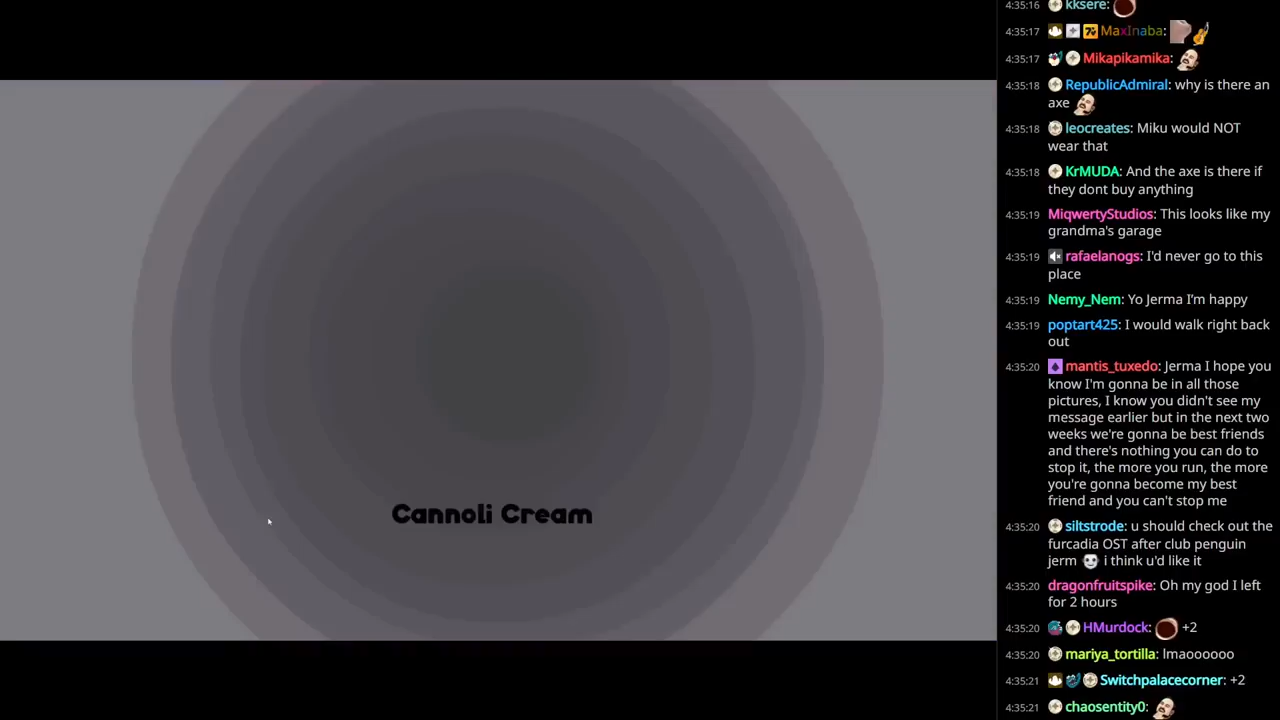 Cannoli Cream
4:35:16 kksere:
4:35:17 MaxInaba:
4:35:17 Mikapikamika:
4:35:18 RepublicAdmiral: why is there an
axe
4:35:18 leocreates: Miku would NOT
wear that
4:35:18 KrMUDA: And the axe is there if
they dont buy anything
4:35:19 MiqwertyStudios: This looks like my
grandma's garage
4:35:19 rafaelanogs: I'd never go to this
place
4:35:19 Nemy_Nem: Yo Jerma I'm happy
4:35:19 poptart425: I would walk right back
out
4:35:20 mantis_tuxedo: Jerma I hope you
know I'm gonna be in all those
pictures, I know you didn't see my
message earlier but in the next two
weeks we're gonna be best friends
and there's nothing you can do to
stop it, the more you run, the more
you're gonna become my best
friend and you can't stop me
4:35:20 siltstrode: u should check out the
furcadia OST after club penguin
jerm i think u'd like it
4:35:20 dragonfruitspike: Oh my god I left
for 2 hours
4:35:20 HMurdock: +2
4:35:20 mariya_tortilla: lmaoooooo
4:35:21 Switchpalacecorner: +2
4:35:21 chaosentity0: